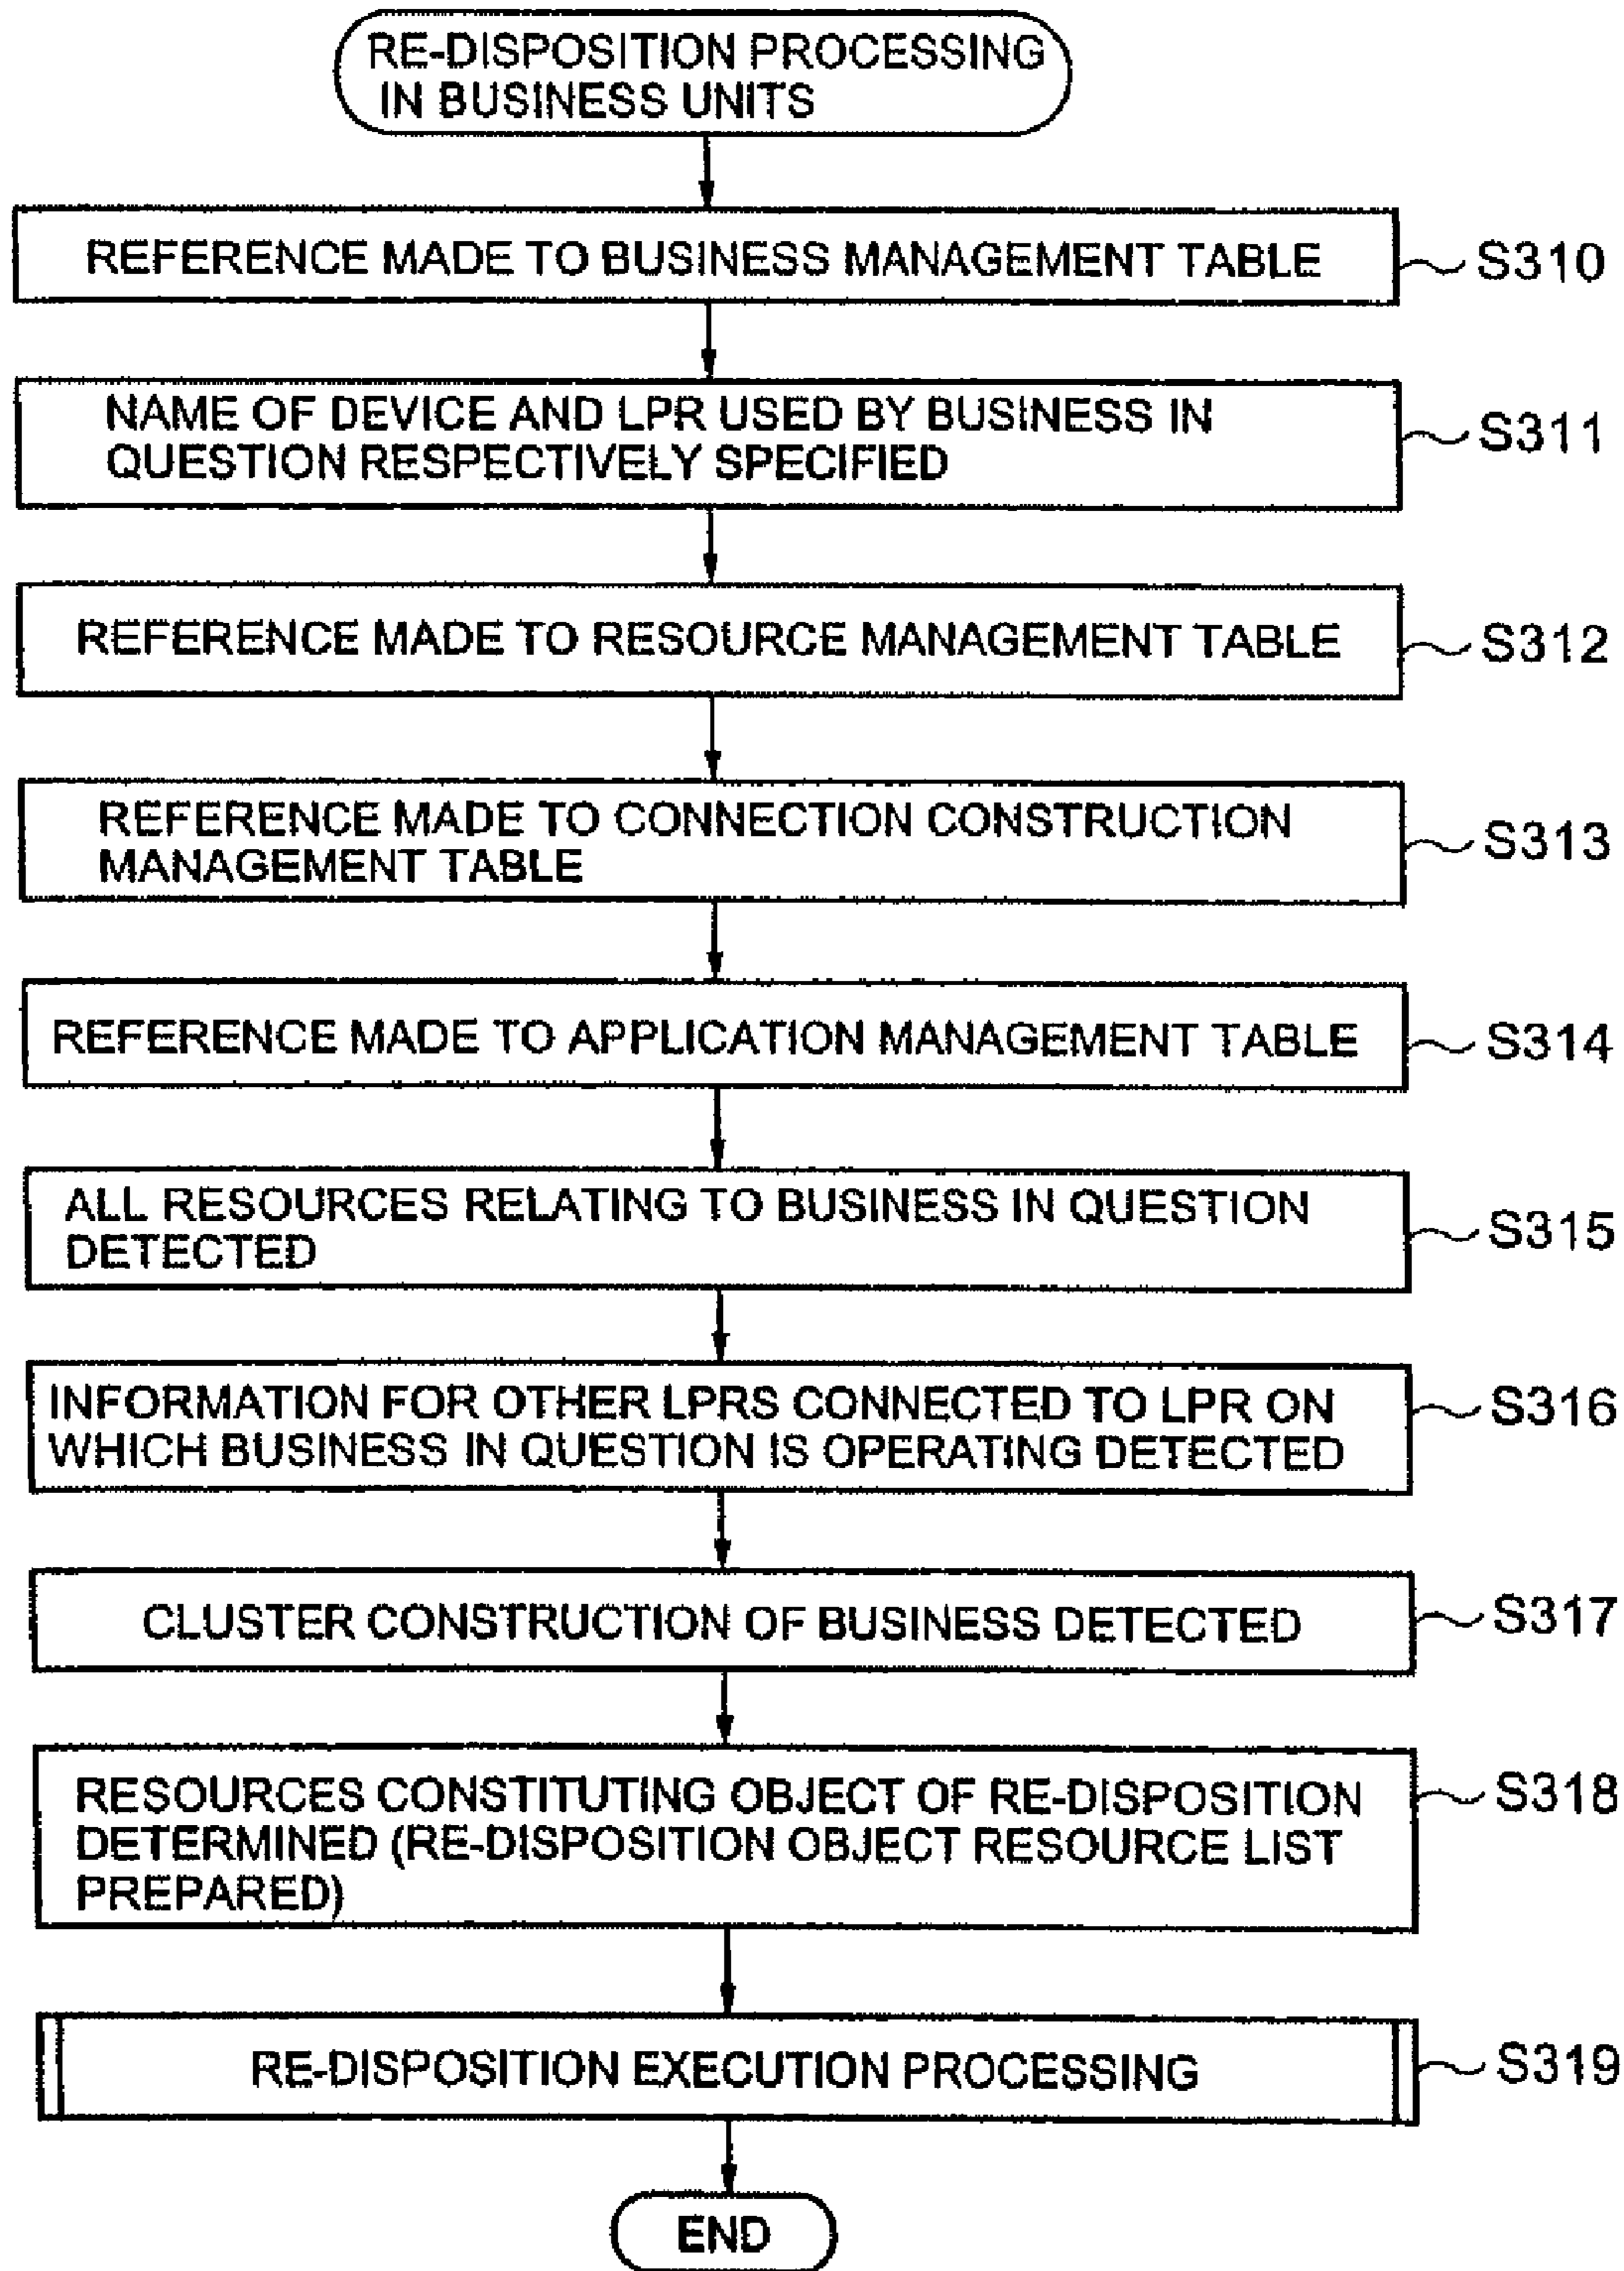 RE-DISPOSITION PROCESSING
IN BUSINESS UNITS
REFERENCE MADE TO BUSINESS MANAGEMENT TABLE
S310
NAME OF DEVICE AND LPR USED BY BUSINESS IN
QUESTION RESPECTIVELY SPECIFIED
S311
REFERENCE MADE TO RESOURCE MANAGEMENT TABLE
S312
REFERENCE MADE TO CONNECTION CONSTRUCTION
MANAGEMENT TABLE
S313
REFERENCE MADE TO APPLICATION MANAGEMENT TABLE
S314
ALL RESOURCES RELATING TO BUSINESS IN QUESTION
DETECTED
S315
INFORMATION FOR OTHER LPRS CONNECTED TO LPR ON
WHICH BUSINESS IN QUESTION IS OPERATING DETECTED
S316
CLUSTER CONSTRUCTION OF BUSINESS DETECTED
S317
RESOURCES CONSTITUTING OBJECT OF RE-DISPOSITION
DETERMINED (RE-DISPOSITION OBJECT RESOURCE LIST
PREPARED)
S318
RE-DISPOSITION EXECUTION PROCESSING
S319
END